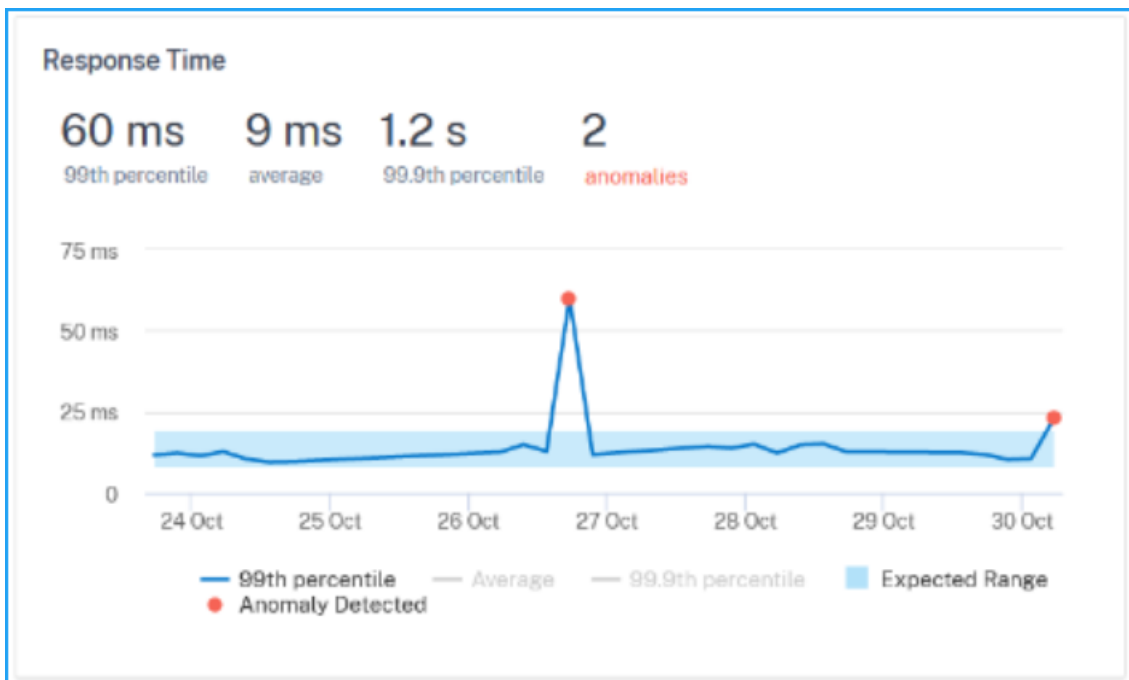 Response Time
60 ms 9 ms 1.2 s 2
99th percentile average 99.9th percentile anomalies
75 ms
50 ms
25 ms
0
24 Oct 25 Oct 26 Oct 27 Oct 28 Oct 29 Oct 30 Oct
99th percentile Average 99.9th percentile Expected Range
Anomaly Detected